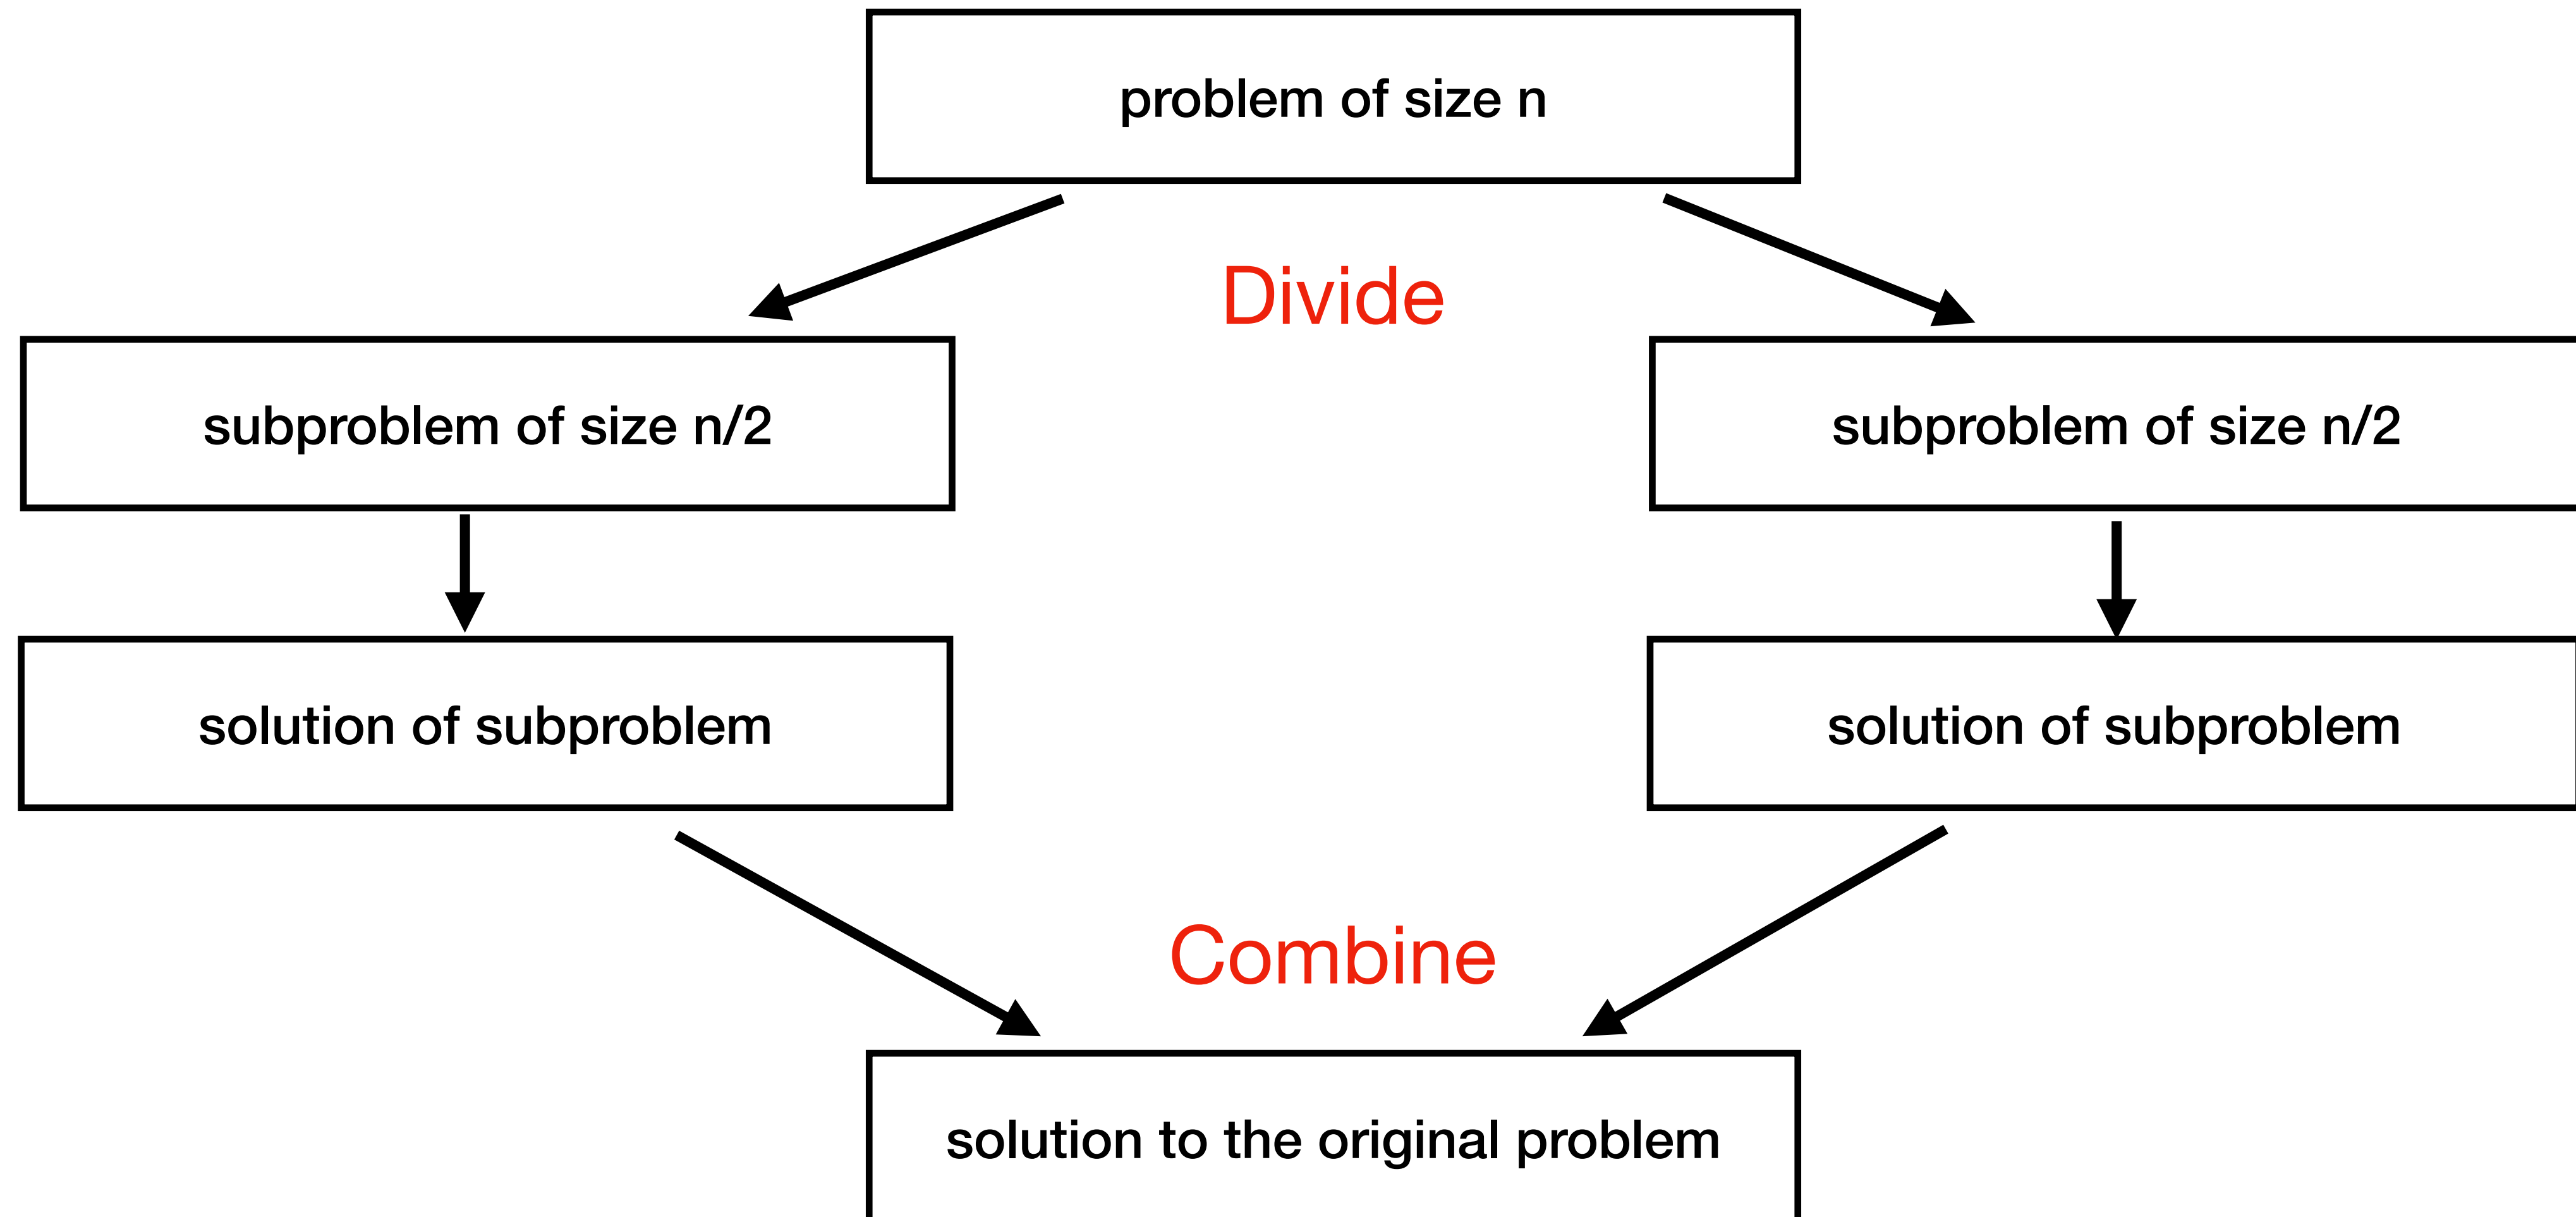 problem of size n
Divide
subproblem of size n/2
subproblem of size n/2
solution of subproblem
solution of subproblem
Combine
solution to the original problem